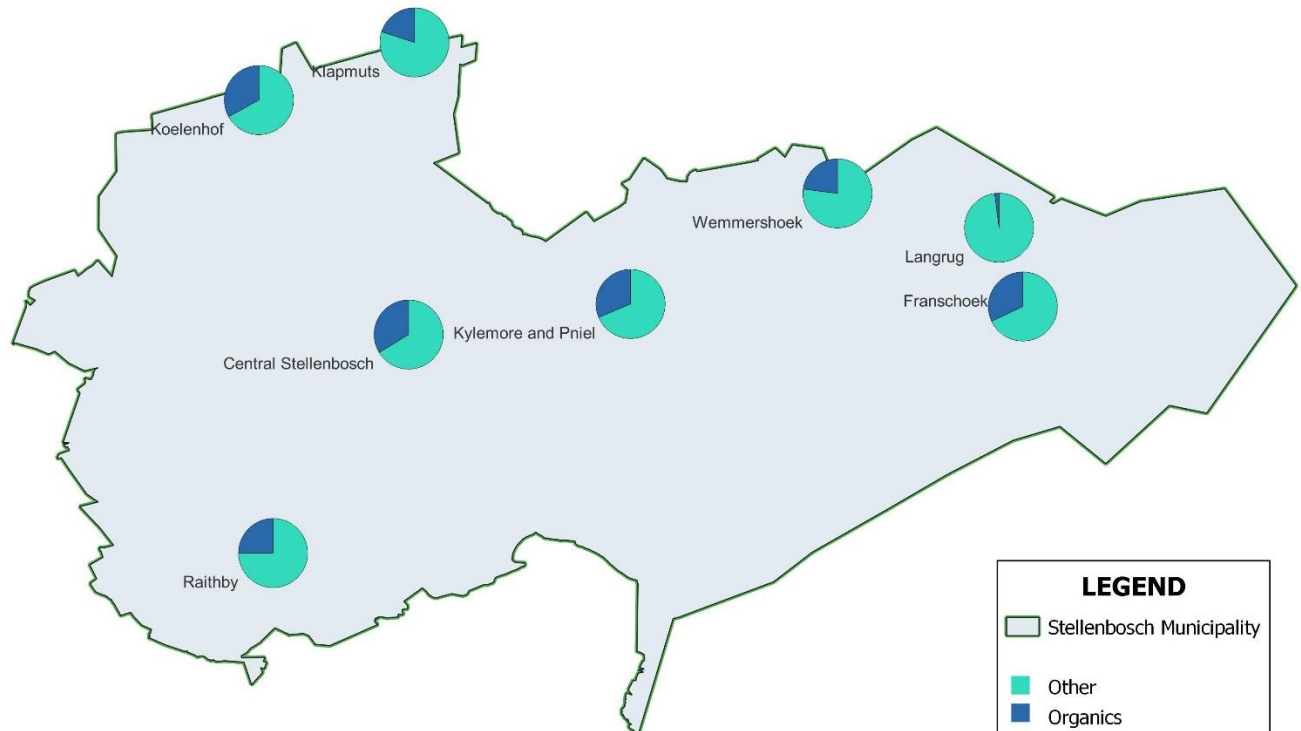 Klapmuts
Koelenhof
Wemmershoek
Langrug
Franschoek
Kylemore and Pniel
Central Stellenbosch
Raithby
LEGEND
Stellenbosch Municipality
Other
Organics